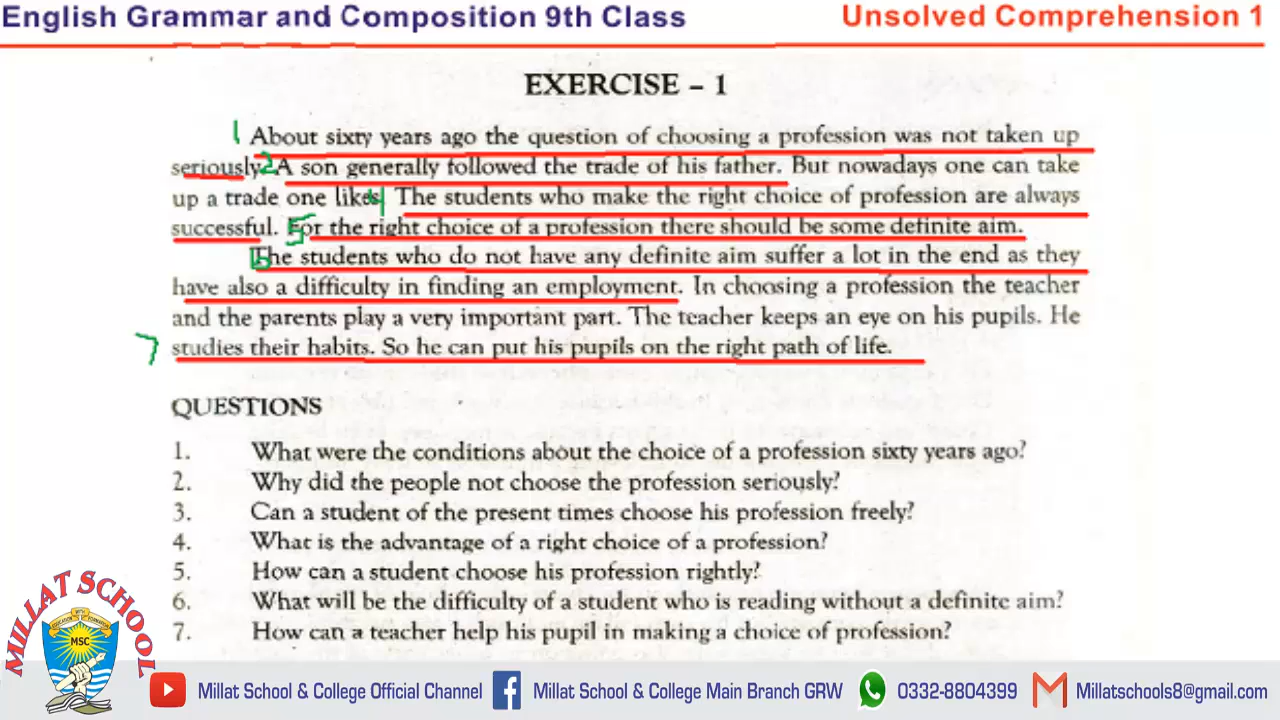 English Grammar and Composition 9th Class
Unsolved Comprehension 1
EXERCISE – 1
1 About sixty years ago the question of choosing a profession was not taken up
seriously. 2 A son generally followed the trade of his father. But nowadays one can take
up a trade one likes. 4 The students who make the right choice of profession are always
successful. 5 For the right choice of a profession there should be some definite aim.
6 The students who do not have any definite aim suffer a lot in the end as they
have also a difficulty in finding an employment. In choosing a profession the teacher
and the parents play a very important part. The teacher keeps an eye on his pupils. He
7 studies their habits. So he can put his pupils on the right path of life.
QUESTIONS
1. What were the conditions about the choice of a profession sixty years ago?
2. Why did the people not choose the profession seriously?
3. Can a student of the present times choose his profession freely?
4. What is the advantage of a right choice of a profession?
5. How can a student choose his profession rightly?
6. What will be the difficulty of a student who is reading without a definite aim?
7. How can a teacher help his pupil in making a choice of profession?
MILLAT SCHOOL
MSC
Millat School & College Official Channel
Millat School & College Main Branch GRW
0332-8804399
Millatschools8@gmail.com